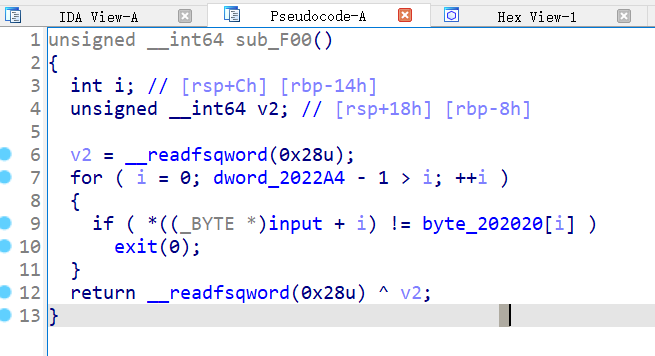 IDA View-A Pseudocode-A Hex View-1
1 unsigned __int64 sub_F00()
2 {
3   int i; // [rsp+Ch] [rbp-14h]
4   unsigned __int64 v2; // [rsp+18h] [rbp-8h]
5
6   v2 = __readfsqword(0x28u);
7   for ( i = 0; dword_2022A4 - 1 > i; ++i )
8   {
9     if ( *((_BYTE *)input + i) != byte_202020[i] )
10       exit(0);
11   }
12   return __readfsqword(0x28u) ^ v2;
13 }